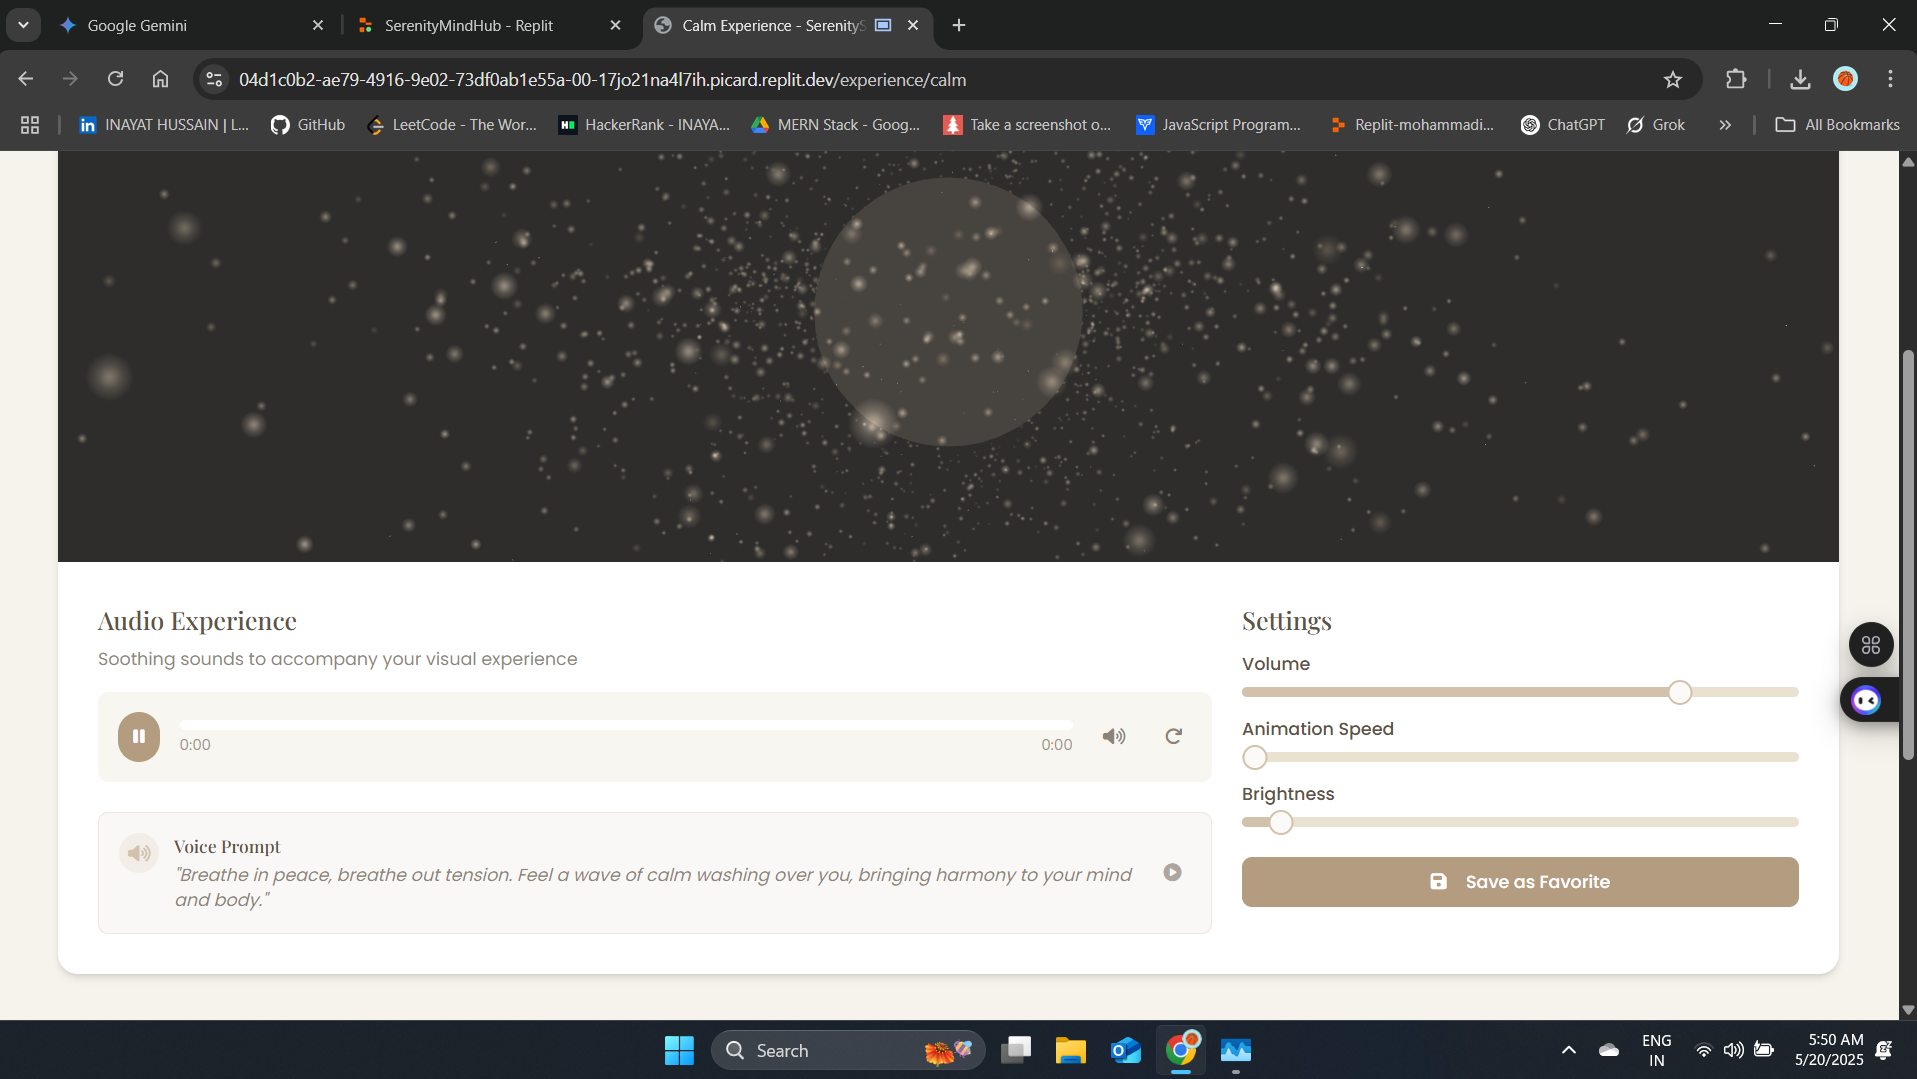 Google Gemini
SerenityMindHub - Replit
Calm Experience - SerenityS
04d1c0b2-ae79-4916-9e02-73df0ab1e55a-00-17jo21na4l7ih.picard.replit.dev/experience/calm
in INAYAT HUSSAIN | L...
GitHub
LeetCode - The Wor...
HackerRank - INAYA...
MERN Stack - Goog...
Take a screenshot o...
JavaScript Program...
Replit-mohammadi...
ChatGPT
Grok
All Bookmarks
Audio Experience
Soothing sounds to accompany your visual experience
0:00
0:00
Voice Prompt
"Breathe in peace, breathe out tension. Feel a wave of calm washing over you, bringing harmony to your mind
and body."
Settings
Volume
Animation Speed
Brightness
Save as Favorite
Search
ENG
IN
5:50 AM
5/20/2025